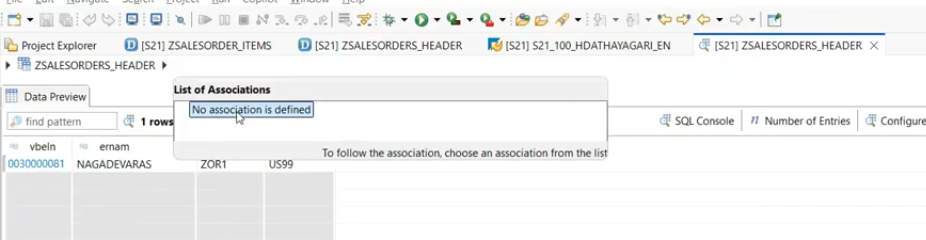 Project Explorer [S21] ZSALESORDER_ITEMS [S21] ZSALESORDERS_HEADER [S21] S21_100_HDATHAYAGARI_EN [S21] ZSALESORDERS_HEADER
ZSALESORDERS_HEADER
List of Associations
Data Preview
No association is defined
find pattern 1 rows SQL Console Number of Entries Configure
To follow the association, choose an association from the list
vbeln ernam
0030000081 NAGADEVARAS ZOR1 US99